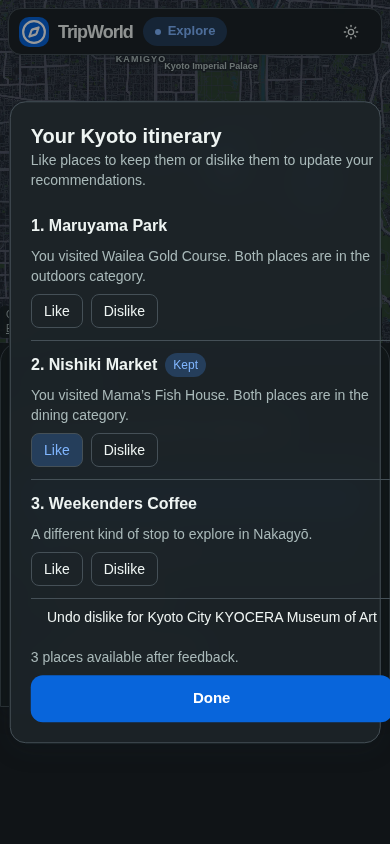 TripWorld
Explore
KAMIGYO
Kyoto Imperial Palace
Your Kyoto itinerary
Like places to keep them or dislike them to update your
recommendations.
1. Maruyama Park
You visited Wailea Gold Course. Both places are in the
outdoors category.
Like Dislike
2. Nishiki Market Kept
You visited Mama's Fish House. Both places are in the
dining category.
Like Dislike
3. Weekenders Coffee
A different kind of stop to explore in Nakagyō.
Like Dislike
Undo dislike for Kyoto City KYOCERA Museum of Art
3 places available after feedback.
Done